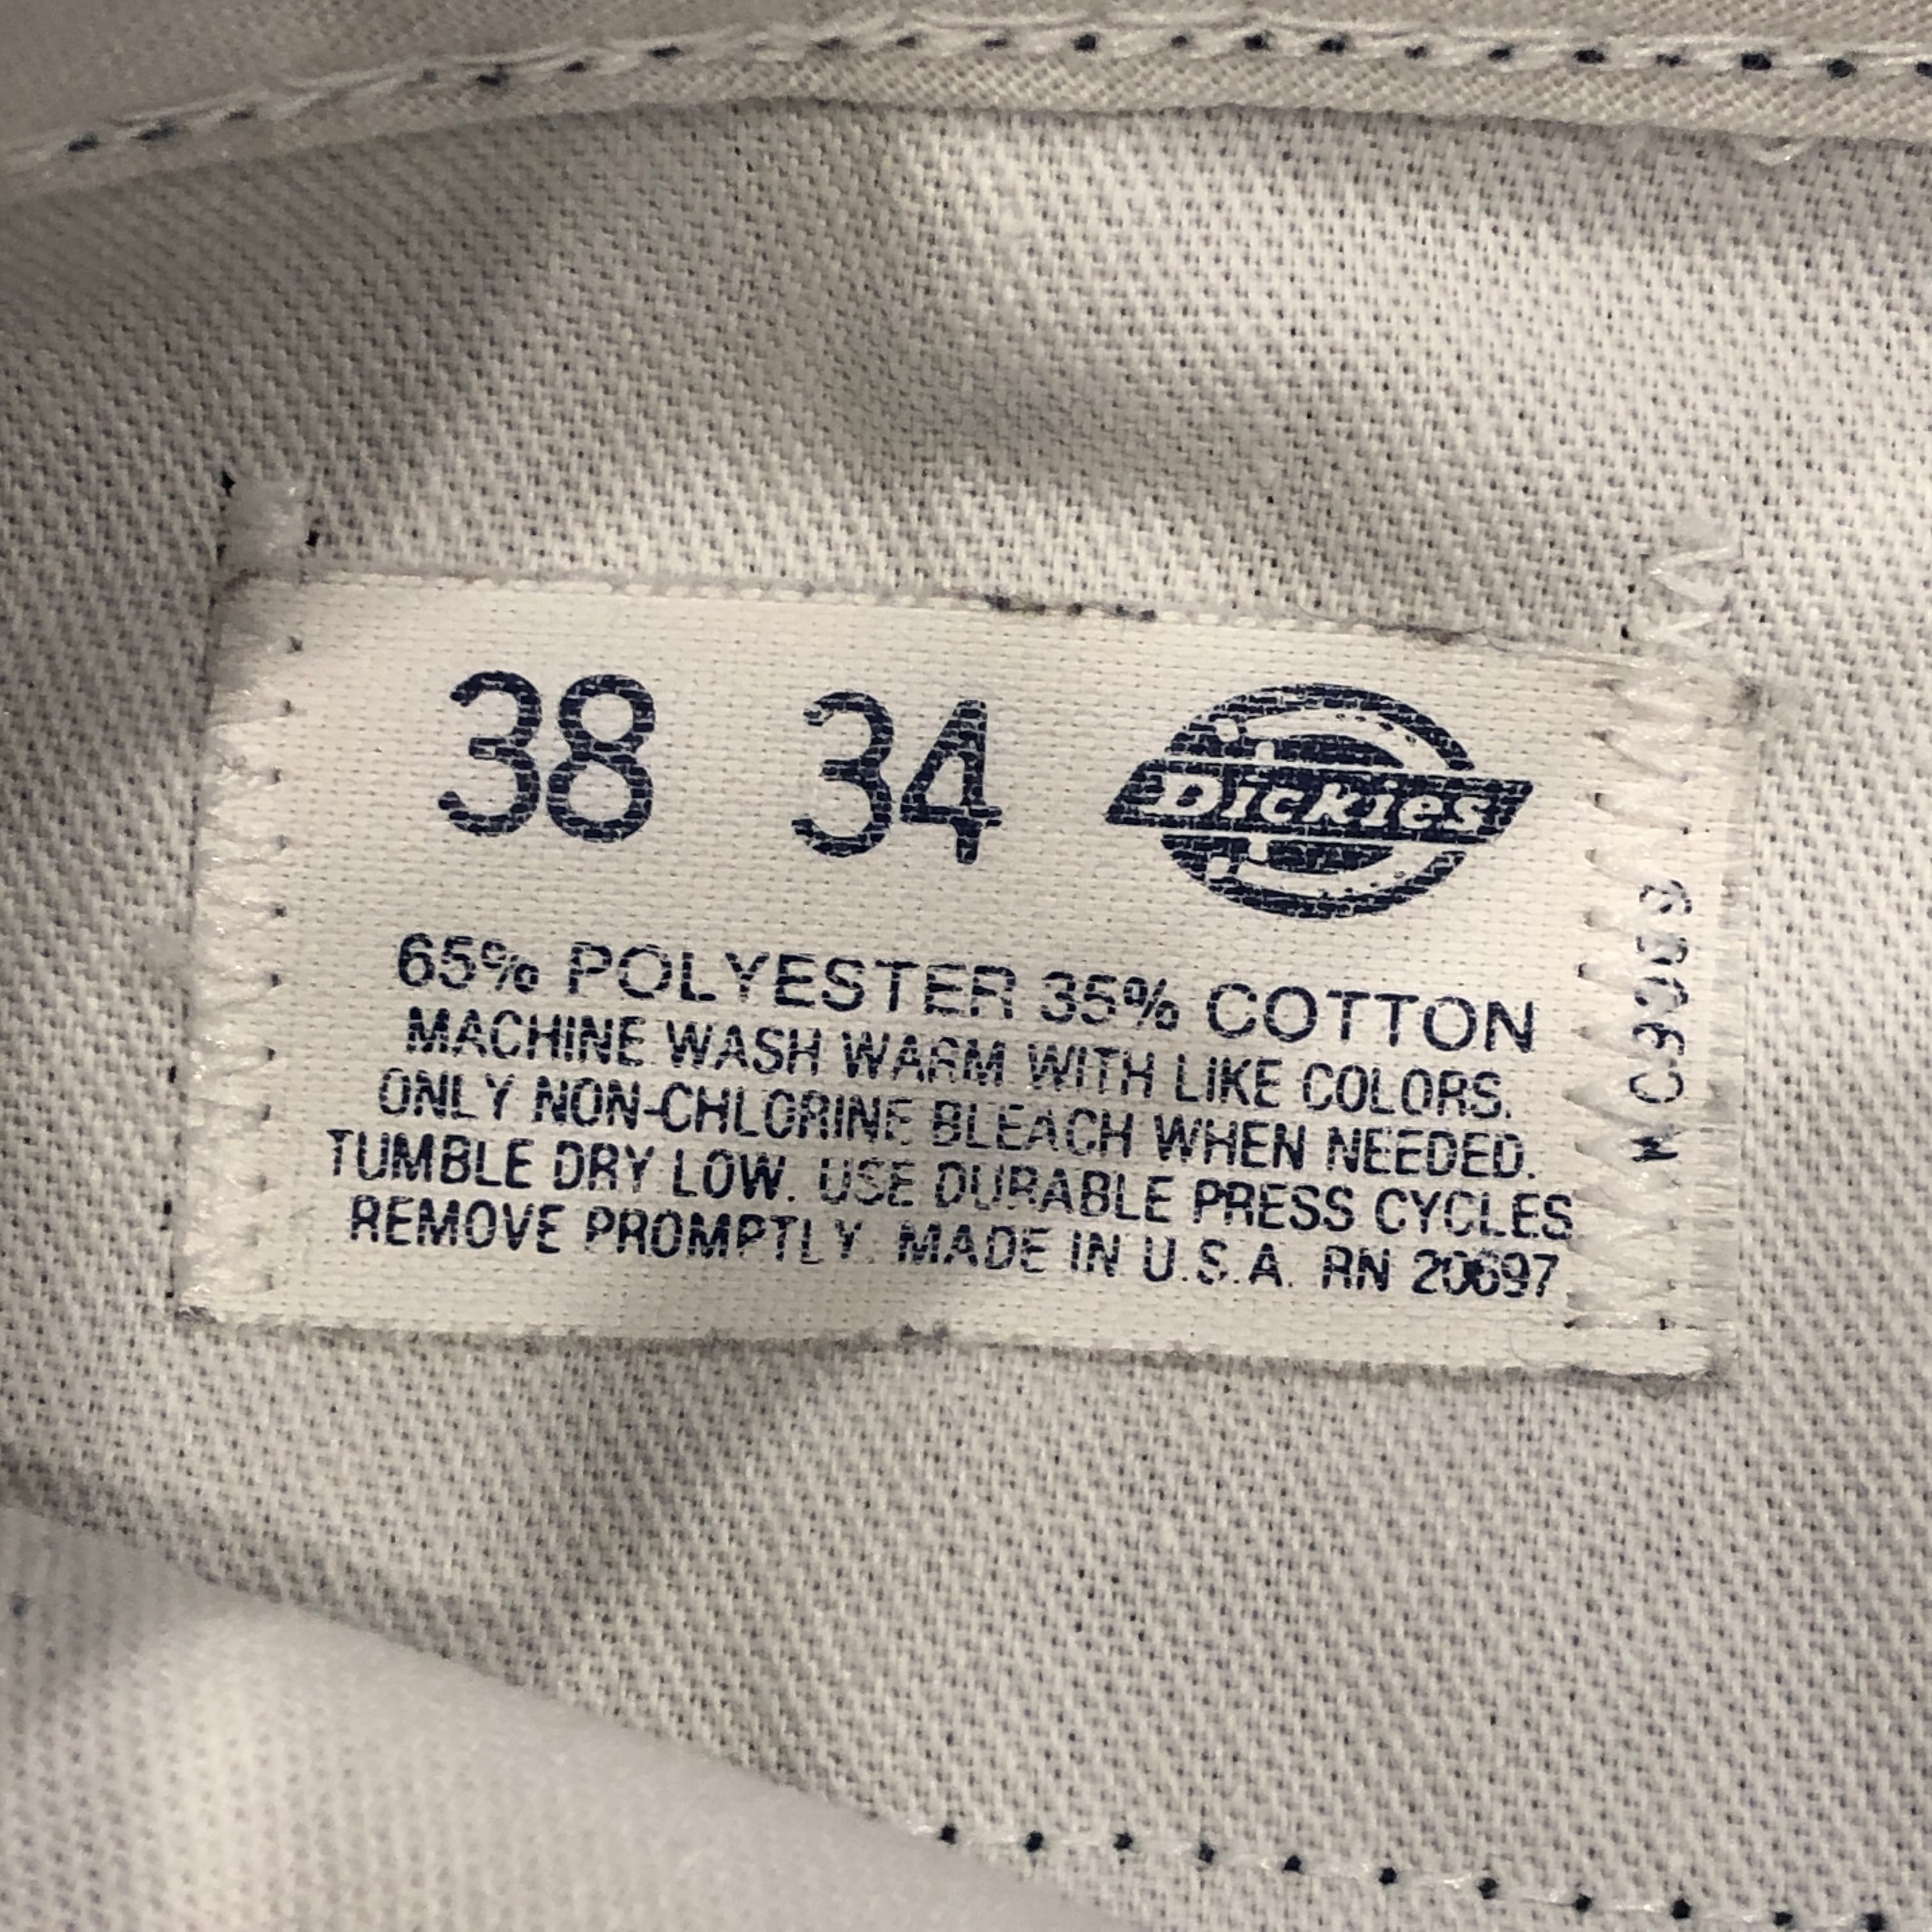 38 34 Dickies
65% POLYESTER 35% COTTON
MACHINE WASH WARM WITH LIKE COLORS.
ONLY NON-CHLORINE BLEACH WHEN NEEDED.
TUMBLE DRY LOW. USE DURABLE PRESS CYCLES
REMOVE PROMPTLY. MADE IN U.S.A. RN 20697